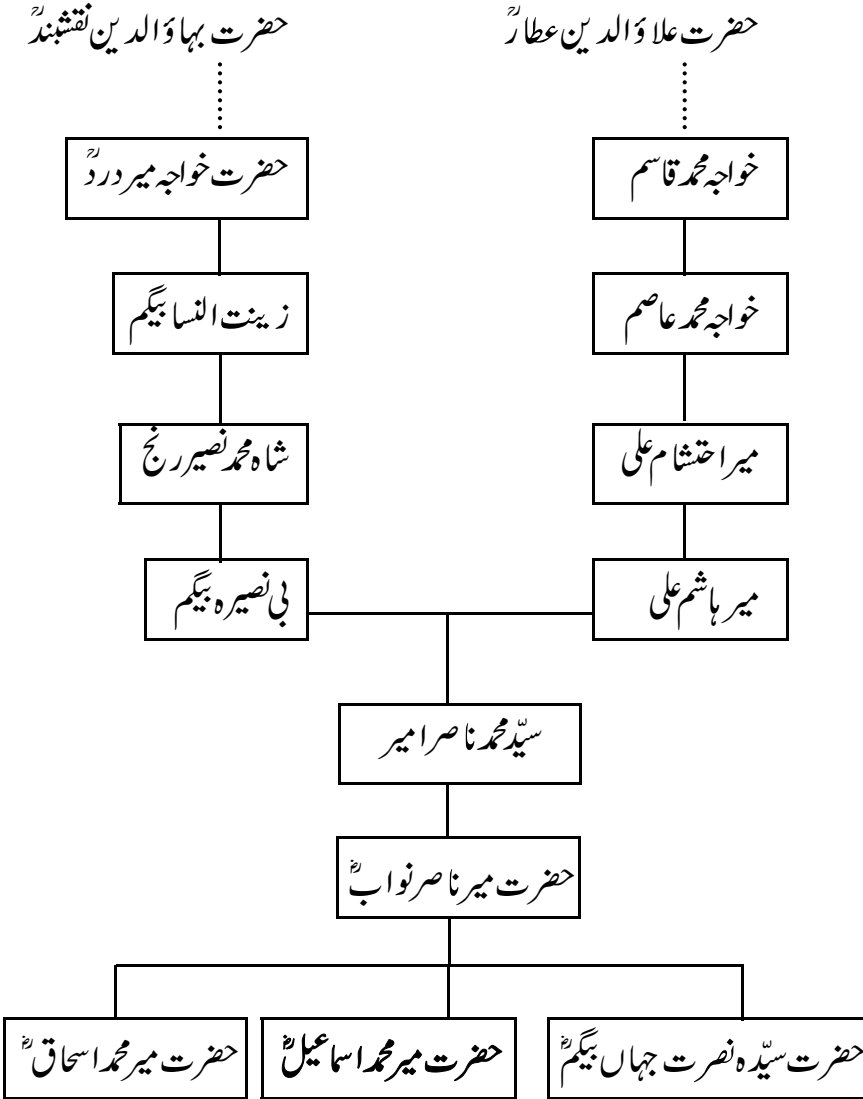 حضرت علاؤالدین عطارؒ
حضرت بہاؤالدین نقشبندؒ
خواجہ محمد قاسم
حضرت خواجہ میر دردؒ
خواجہ محمد عاصم
زینت النسا بیگم
میر احتشام علی
شاہ محمد نصیر رنج
میر ہاشم علی
بی نصیرہ بیگم
سیّد محمد ناصر امیر
حضرت میر ناصر نوابؓ
حضرت سیّدہ نصرت جہاں بیگمؓ
حضرت میر محمد اسماعیلؓ
حضرت میر محمد اسحاقؓ